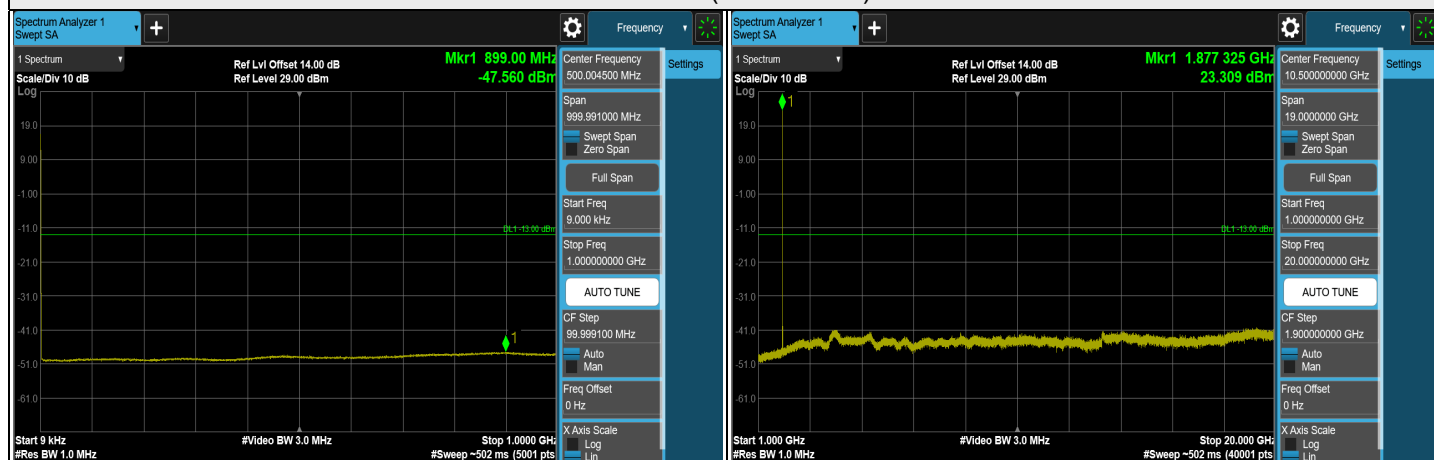 Spectrum Analyzer 1
Swept SA
+
Frequency
1 Spectrum
Scale/Div 10 dB
Log
Ref Lvl Offset 14.00 dB
Ref Level 29.00 dBm
Mkr1 899.00 MHz
-47.560 dBm
1
19.0
9.00
-1.00
-11.0
-21.0
-31.0
-41.0
-51.0
-61.0
DL1 -13.00 dBm
Start 9 kHz
#Res BW 1.0 MHz
#Video BW 3.0 MHz
Stop 1.0000 GHz
#Sweep ~502 ms (5001 pts
Center Frequency
500.004500 MHz
Settings
Span
999.991000 MHz
Swept Span
Zero Span
Full Span
Start Freq
9.000 kHz
Stop Freq
1.000000000 GHz
AUTO TUNE
CF Step
99.999100 MHz
Auto
Man
Freq Offset
0 Hz
X Axis Scale
Log
Lin
Spectrum Analyzer 1
Swept SA
+
Frequency
1 Spectrum
Scale/Div 10 dB
Log
Ref Lvl Offset 14.00 dB
Ref Level 29.00 dBm
Mkr1 1.877 325 GHz
23.309 dBm
1
19.0
9.00
-1.00
-11.0
-21.0
-31.0
-41.0
-51.0
-61.0
DL1 -13.00 dBm
Start 1.000 GHz
#Res BW 1.0 MHz
#Video BW 3.0 MHz
Stop 20.000 GHz
#Sweep ~502 ms (40001 pts
Center Frequency
10.50000000 GHz
Settings
Span
19.0000000 GHz
Swept Span
Zero Span
Full Span
Start Freq
1.000000000 GHz
Stop Freq
20.000000000 GHz
AUTO TUNE
CF Step
1.900000000 GHz
Auto
Man
Freq Offset
0 Hz
X Axis Scale
Log
Lin